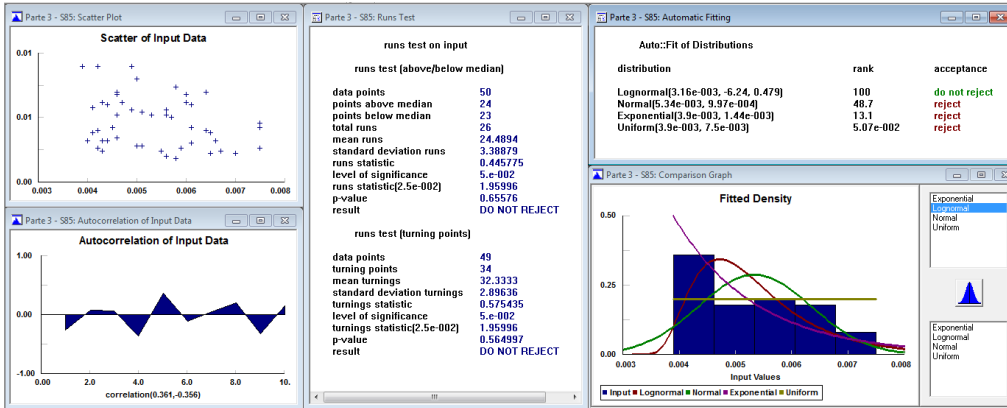 Parte 3 - S85: Scatter Plot
Scatter of Input Data
0.01
0.01
0.00
0.003 0.004 0.005 0.006 0.007 0.008
Parte 3 - S85: Autocorrelation of Input Data
Autocorrelation of Input Data
1.00
0.00
-1.00
0.00 2.0 4.0 6.0 8.0 10.
correlation(0.361,-0.356)
Parte 3 - S85: Runs Test
runs test on input
runs test (above/below median)
data points 50
points above median 24
points below median 23
total runs 26
mean runs 24.4894
standard deviation runs 3.38879
runs statistic 0.445775
level of significance 5.e-002
runs statistic(2.5e-002) 1.95996
p-value 0.65576
result DO NOT REJECT
runs test (turning points)
data points 49
turning points 34
mean turnings 32.3333
standard deviation turnings 2.89636
turnings statistic 0.575435
level of significance 5.e-002
turnings statistic(2.5e-002) 1.95996
p-value 0.564997
result DO NOT REJECT
Parte 3 - S85: Automatic Fitting
Auto::Fit of Distributions
distribution rank acceptance
Lognormal(3.16e-003, -6.24, 0.479) 100 do not reject
Normal(5.34e-003, 9.97e-004) 48.7 reject
Exponential(3.9e-003, 1.44e-003) 13.1 reject
Uniform(3.9e-003, 7.5e-003) 5.07e-002 reject
Parte 3 - S85: Comparison Graph
Fitted Density
0.50
0.25
0.00
0.003 0.004 0.005 0.006 0.007 0.008
Input Values
Input Lognormal Normal Exponential Uniform
Exponential
Lognormal
Normal
Uniform
Exponential
Lognormal
Normal
Uniform